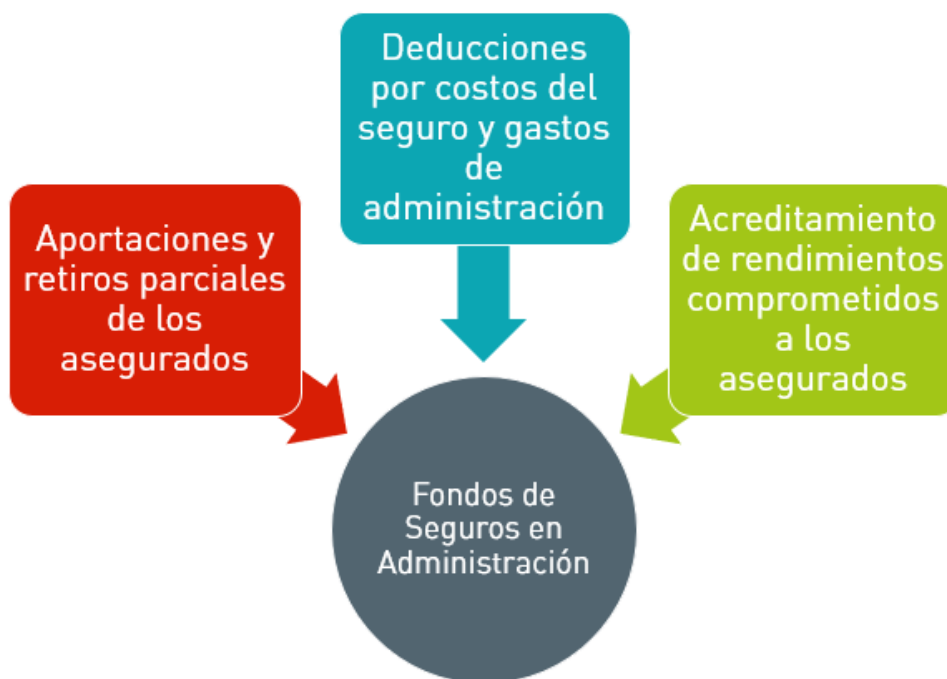 Deducciones
por costos del
seguro y gastos
de
administración
Aportaciones y
retiros parciales
de los
asegurados
Acreditamiento
de rendimientos
comprometidos
a los
asegurados
Fondos de
Seguros en
Administración